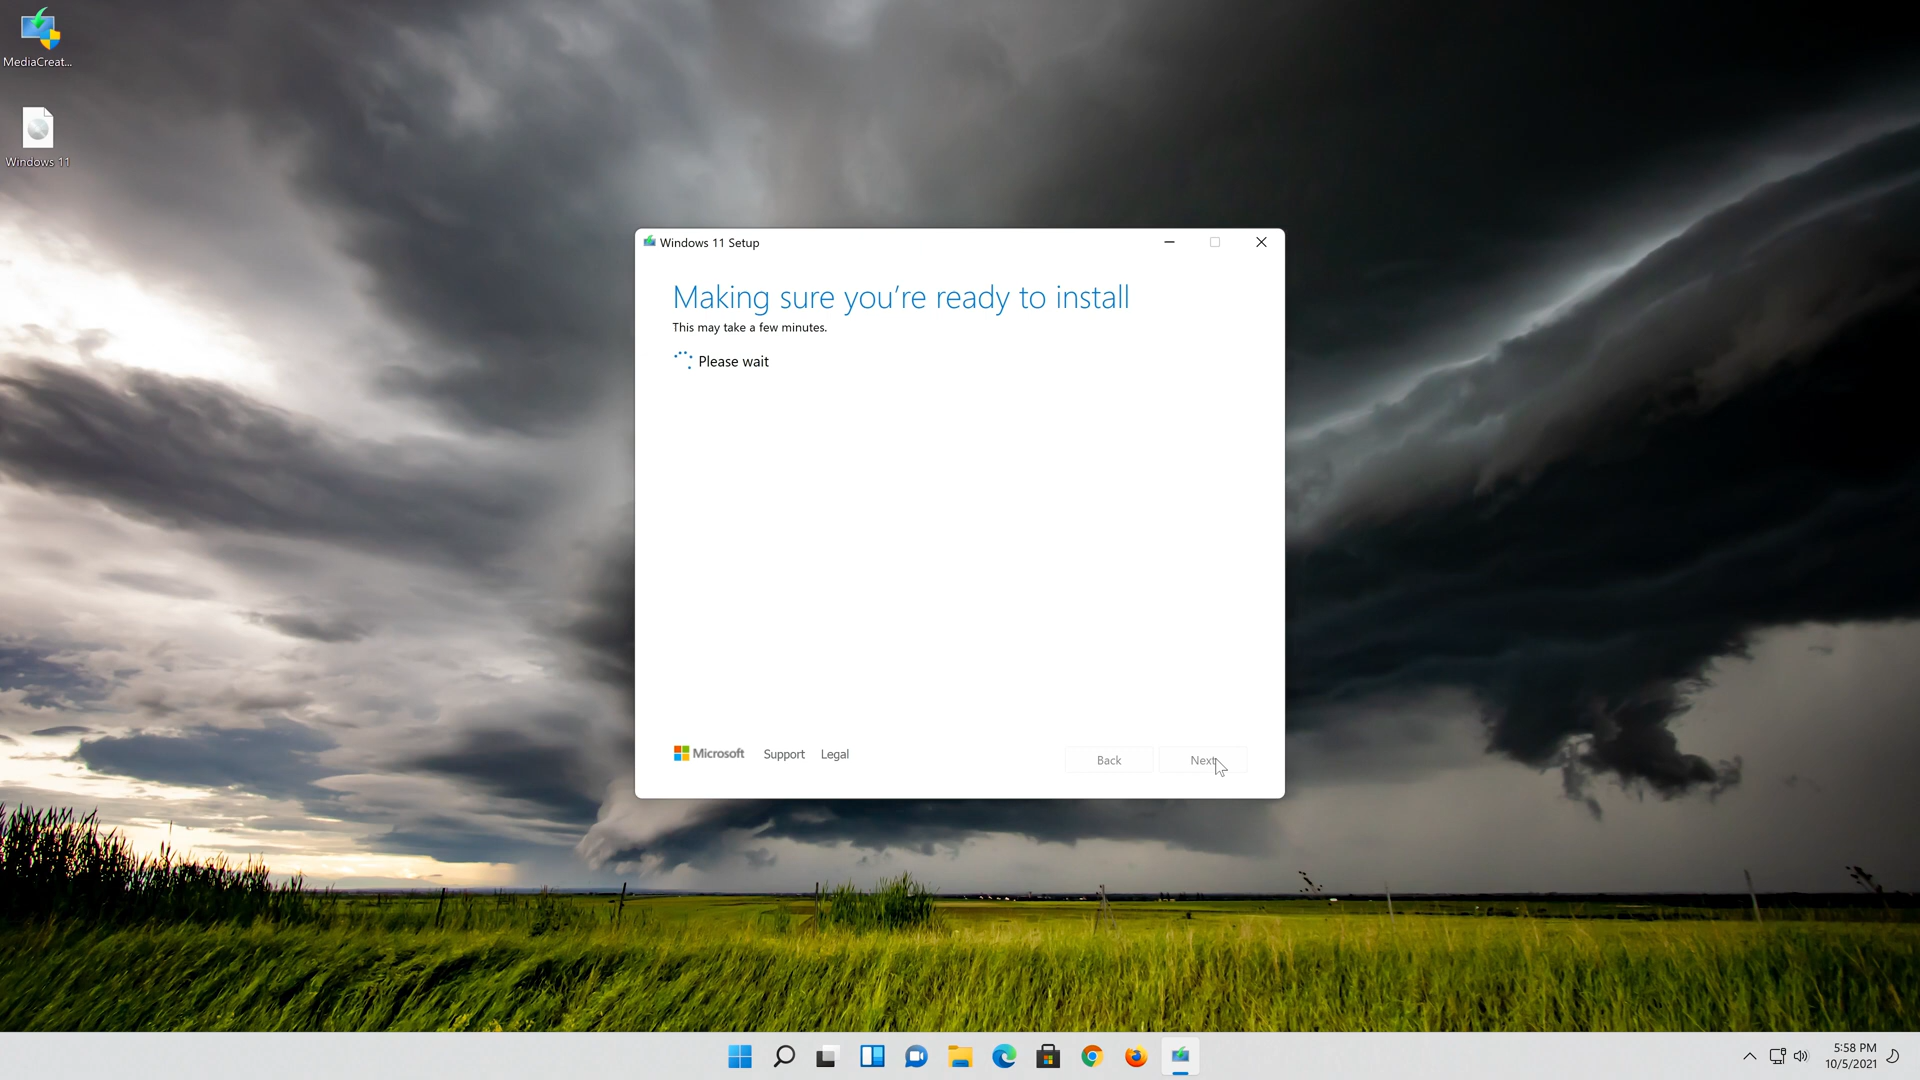 MediaCreat...
Windows 11
Windows 11 Setup
Making sure you're ready to install
This may take a few minutes.
Please wait
Microsoft
Support
Legal
Back
Next
5:58 PM
10/5/2021